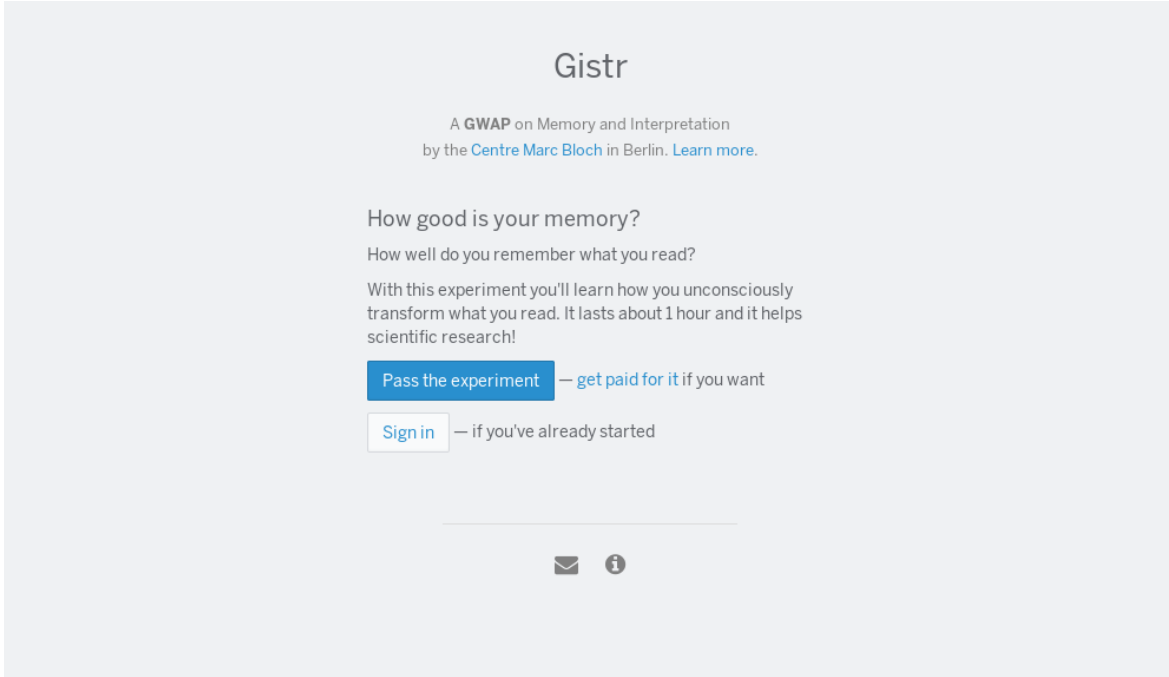 Gistr
A GWAP on Memory and Interpretation
by the Centre Marc Bloch in Berlin. Learn more.
How good is your memory?
How well do you remember what you read?
With this experiment you'll learn how you unconsciously
transform what you read. It lasts about 1 hour and it helps
scientific research!
Pass the experiment — get paid for it if you want
Sign in — if you've already started